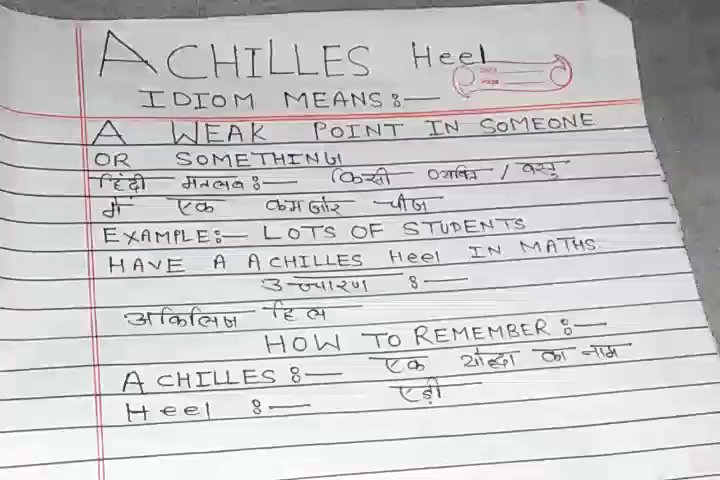 ACHILLES Heel
IDIOM MEANS:—
A WEAK POINT IN SOMEONE
OR SOMETHING
हिंदी मतलब:— किसी व्यक्ति / वस्तु
में एक कमजोर चीज
EXAMPLE:— LOTS OF STUDENTS
HAVE A ACHILLES Heel IN MATHS
उच्चारण :—
अकिलिज हिल
HOW TO REMEMBER:—
ACHILLES:— एक योद्धा का नाम
Heel :— एड़ी